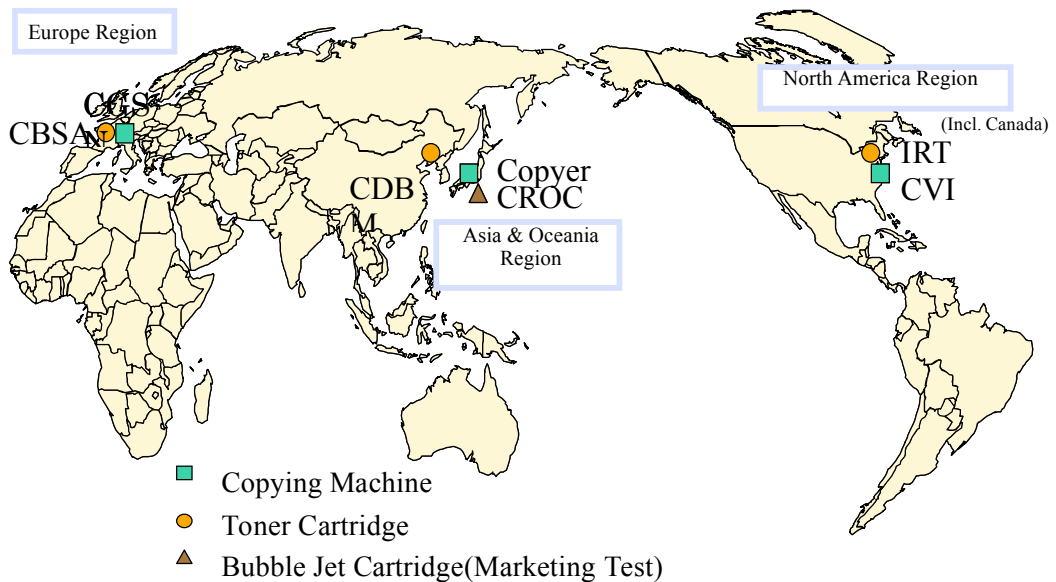 Europe Region
North America Region
(Incl. Canada)
CGS
CBSA
N
IRT
CVI
Copyer
CROC
CDB
M
Asia & Oceania
Region
Copying Machine
Toner Cartridge
Bubble Jet Cartridge(Marketing Test)